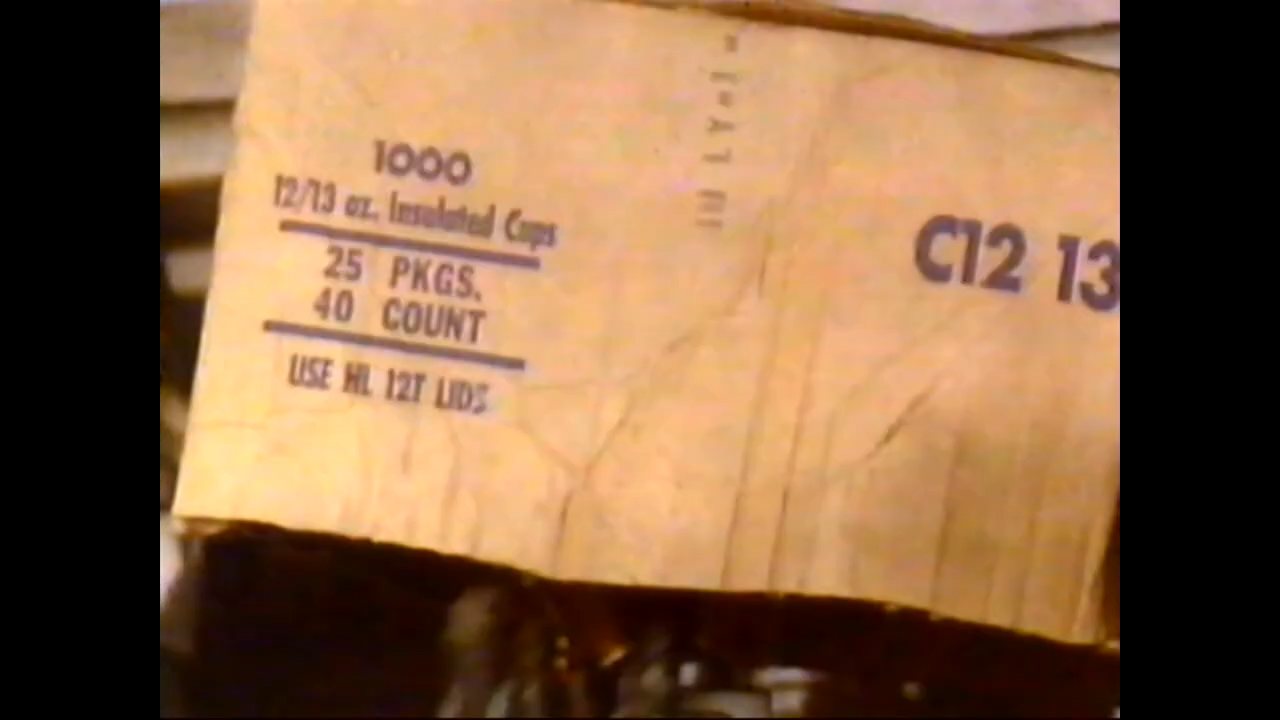 1000
12/13 oz. Insulated Cups
25 PKGS.
40 COUNT
USE HL 12T LIDS
C12 13